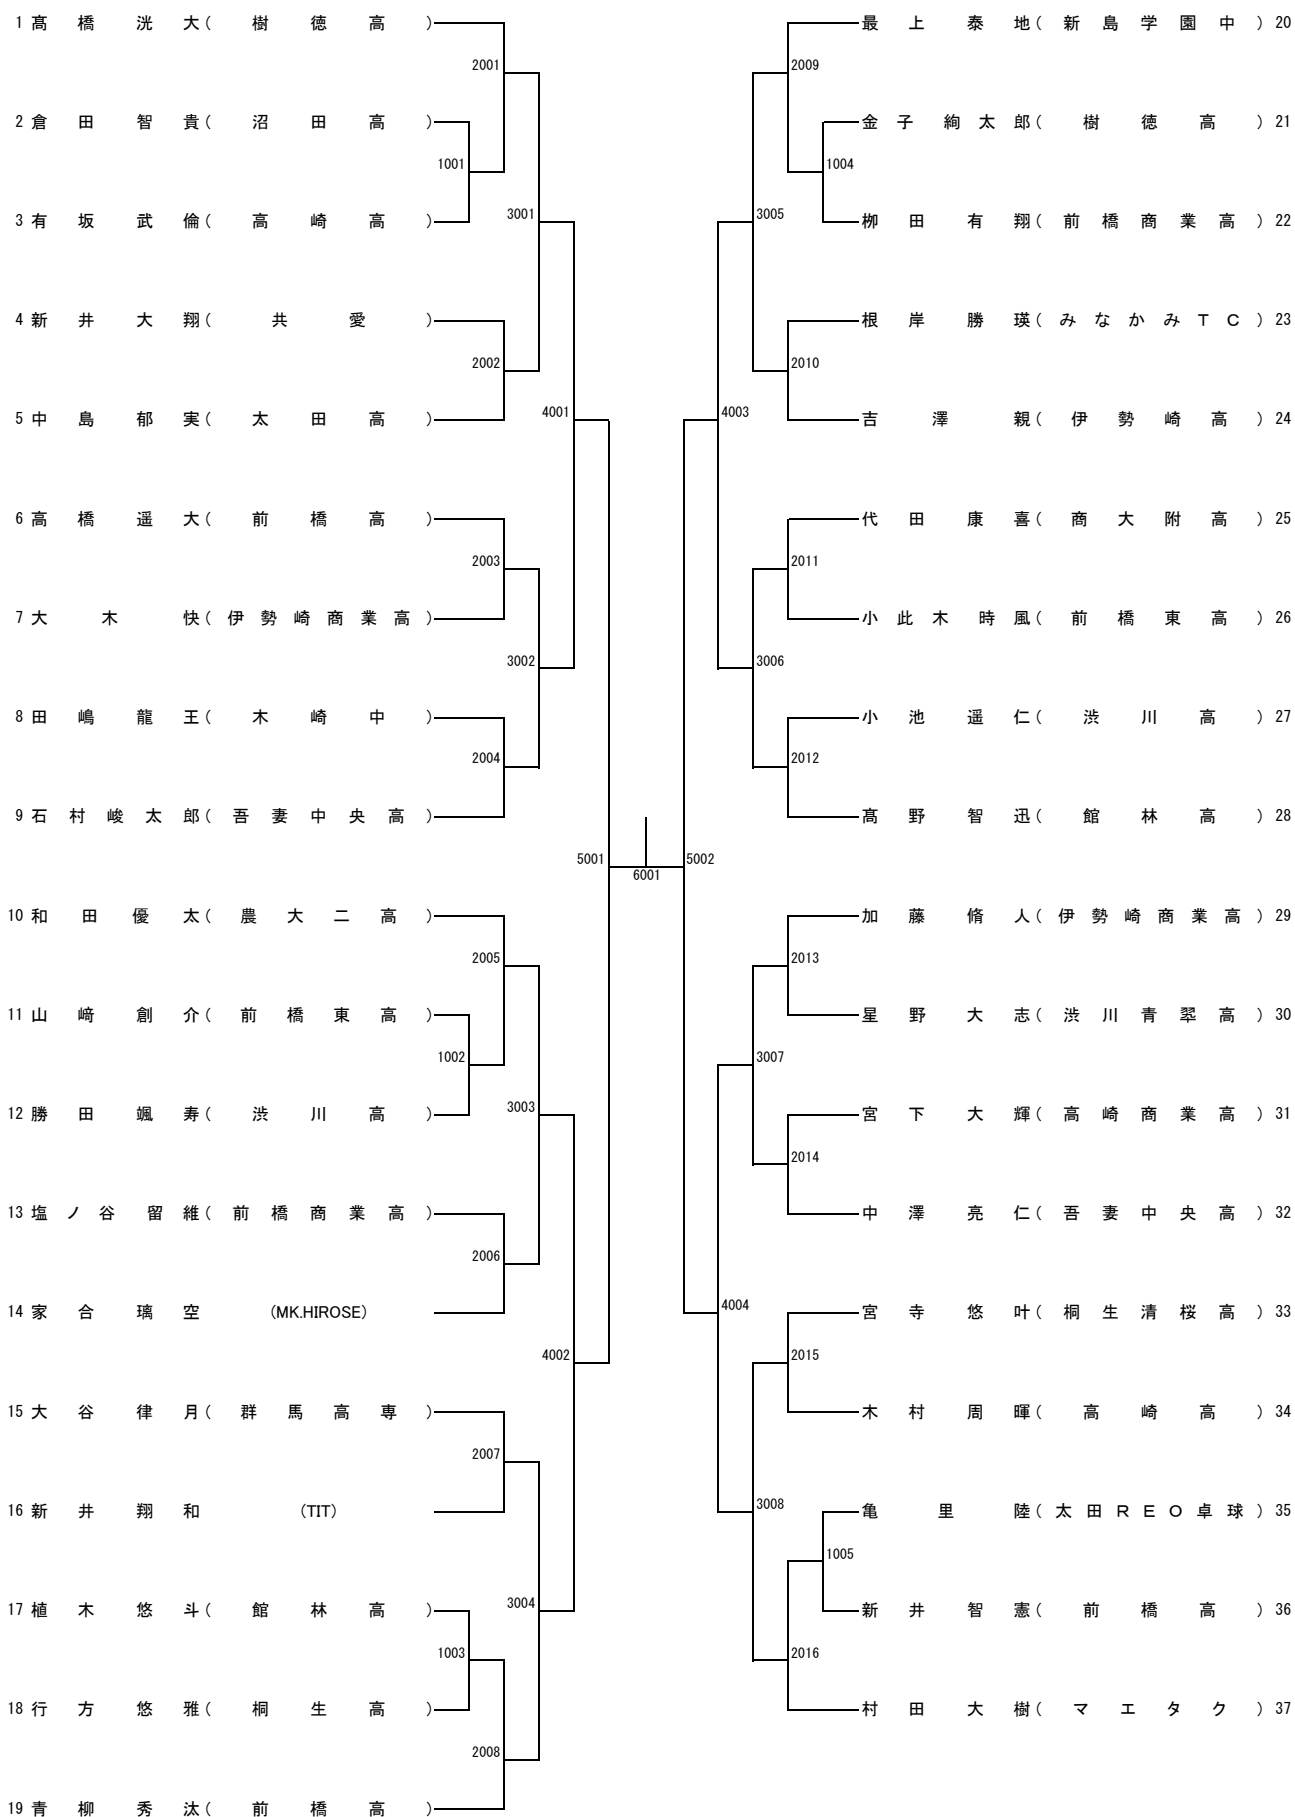 1 髙橋洸大(樹徳高)
2001
2 倉田智貴(沼田高)
1001
3 有坂武倫(高崎高)
3001
4 新井大翔(共愛)
2002
5 中島郁実(太田高)
4001
6 高橋遥大(前橋高)
2003
7 大木快(伊勢崎商業高)
3002
8 田嶋龍王(木崎中)
2004
9 石村峻太郎(吾妻中央高)
5001
10 和田優太(農大二高)
2005
11 山﨑創介(前橋東高)
1002
12 勝田颯寿(渋川高)
3003
13 塩ノ谷留維(前橋商業高)
2006
14 家合璃空(MK.HIROSE)
4002
15 大谷律月(群馬高専)
2007
16 新井翔和(TIT)
17 植木悠斗(館林高)
3004
1003
18 行方悠雅(桐生高)
2008
19 青柳秀汰(前橋高)
6001
最上泰地(新島学園中) 20
2009
金子絢太郎(樹徳高) 21
1004
栁田有翔(前橋商業高) 22
3005
根岸勝瑛(みなかみTC) 23
2010
吉澤親(伊勢崎高) 24
4003
代田康喜(商大附高) 25
2011
小此木時風(前橋東高) 26
3006
小池遥仁(渋川高) 27
2012
髙野智迅(館林高) 28
5002
加藤脩人(伊勢崎商業高) 29
2013
星野大志(渋川青翠高) 30
3007
宮下大輝(高崎商業高) 31
2014
中澤亮仁(吾妻中央高) 32
4004
宮寺悠叶(桐生清桜高) 33
2015
木村周暉(高崎高) 34
3008
亀里陸(太田REO卓球) 35
1005
新井智憲(前橋高) 36
2016
村田大樹(マエタク) 37